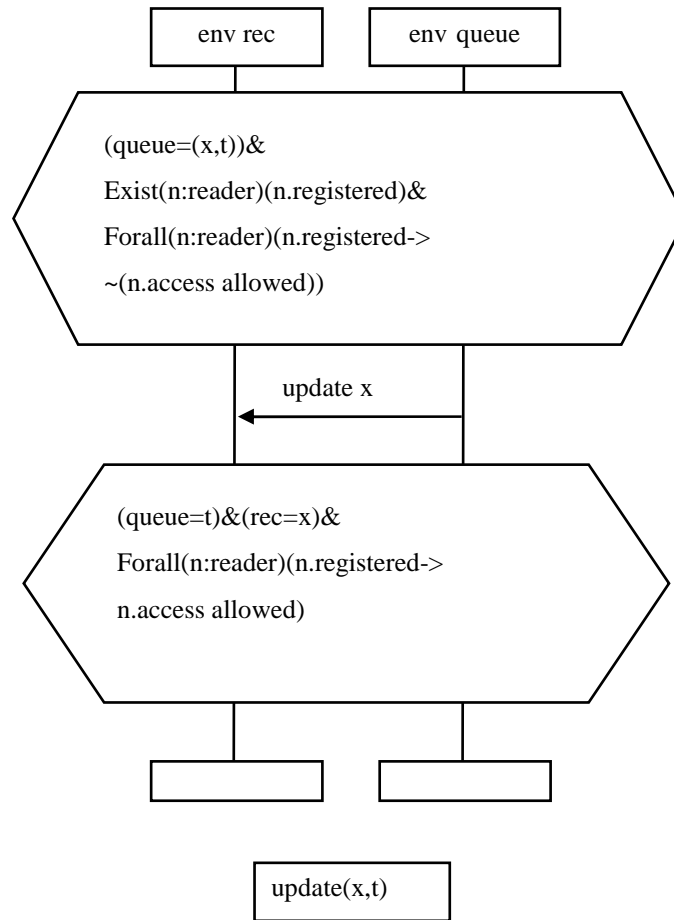 env rec
env queue
(queue=(x,t))&
Exist(n:reader)(n.registered)&
Forall(n:reader)(n.registered->
~(n.access allowed))
update x
(queue=t)&(rec=x)&
Forall(n:reader)(n.registered->
n.access allowed)
update(x,t)